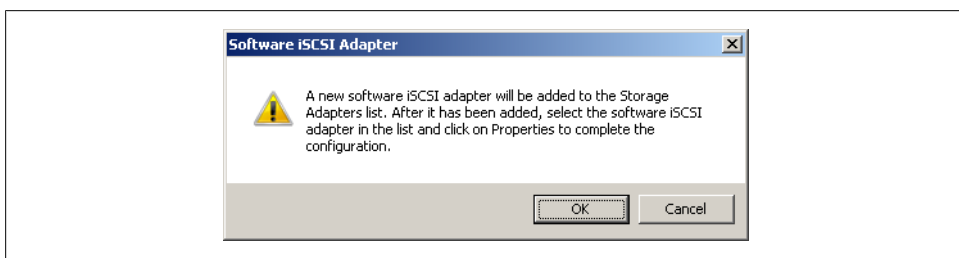 Software iSCSI Adapter
A new software iSCSI adapter will be added to the Storage
Adapters list. After it has been added, select the software iSCSI
adapter in the list and click on Properties to complete the
configuration.
OK
Cancel